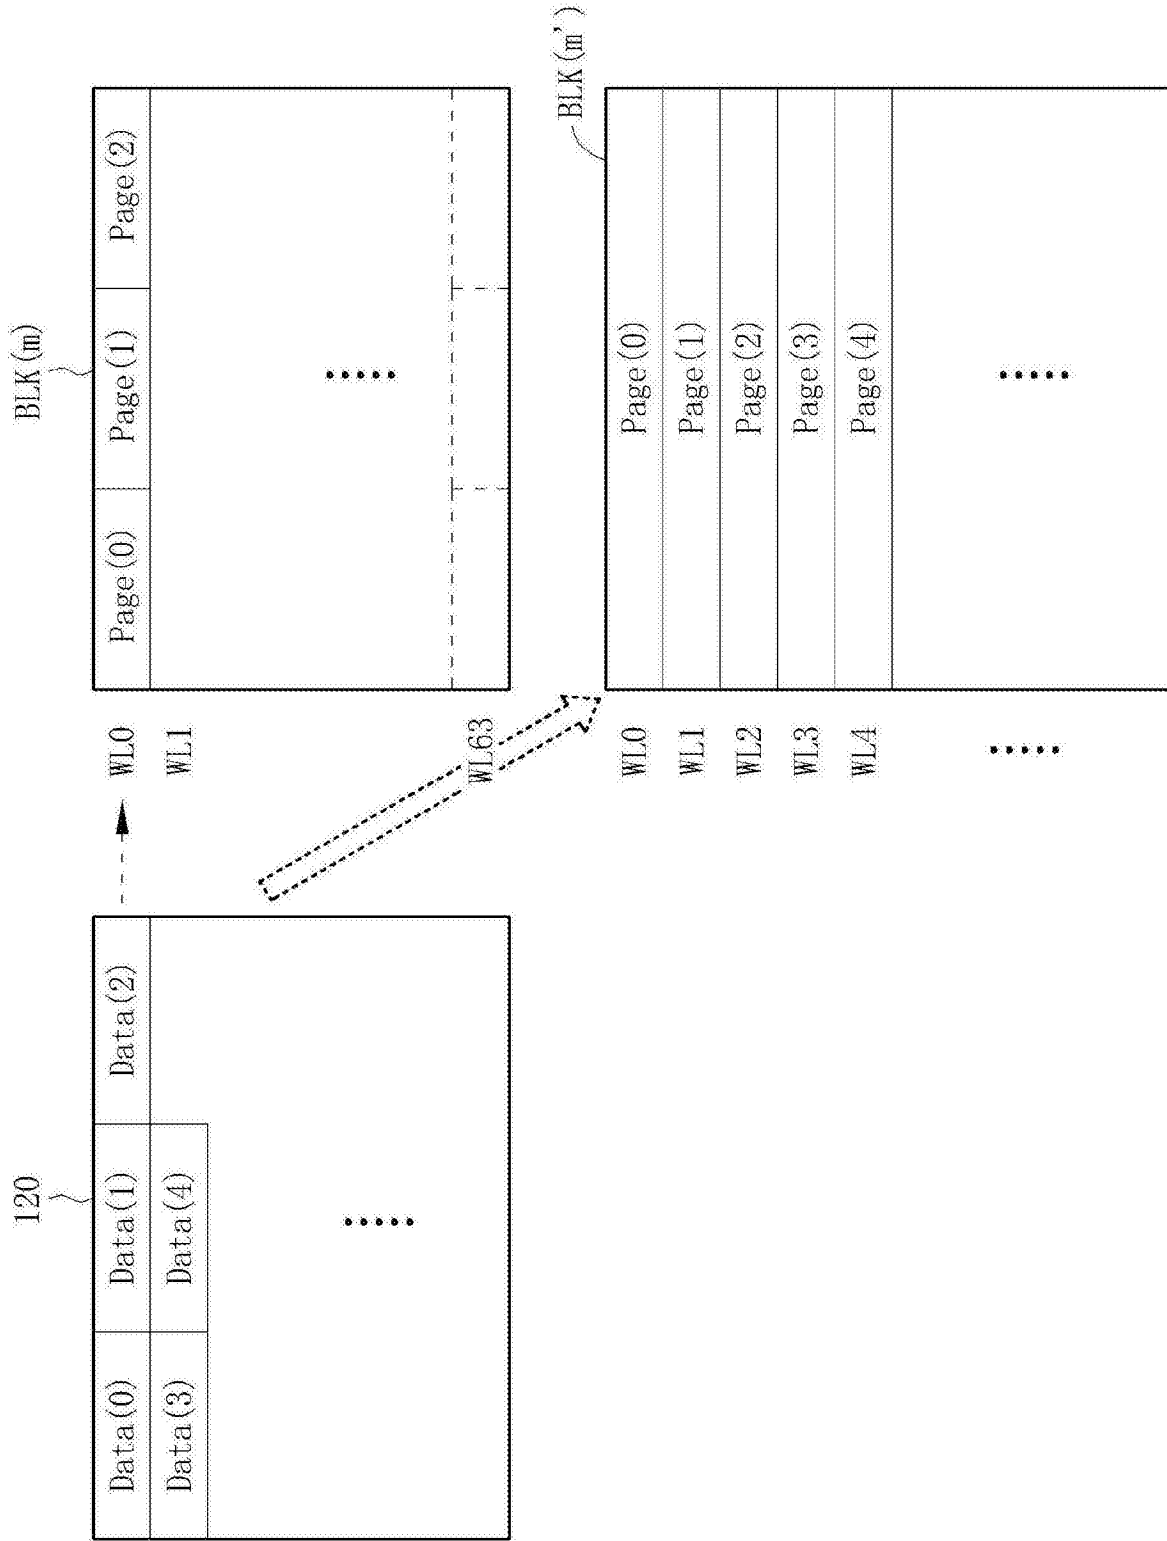 120
Data(0) Data(1) Data(2)
Data(3) Data(4)
.....
BLK(m)
WL0 Page(0) Page(1) Page(2)
WL1
.....
WL63
BLK(m')
WL0 Page(0)
WL1 Page(1)
WL2 Page(2)
WL3 Page(3)
WL4 Page(4)
..... .....